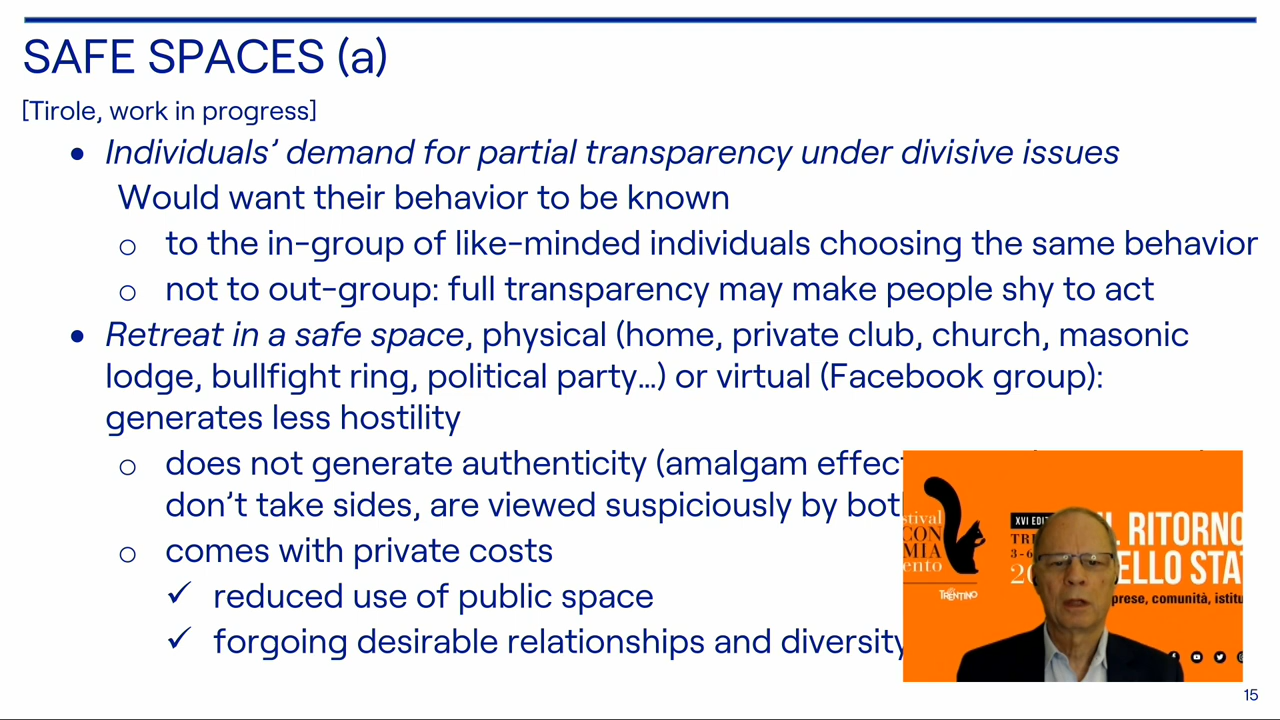 SAFE SPACES (a)
[Tirole, work in progress]
• Individuals’ demand for partial transparency under divisive issues
Would want their behavior to be known
o to the in-group of like-minded individuals choosing the same behavior
o not to out-group: full transparency may make people shy to act
• Retreat in a safe space, physical (home, private club, church, masonic
lodge, bullfight ring, political party…) or virtual (Facebook group):
generates less hostility
o does not generate authenticity (amalgam effec
don’t take sides, are viewed suspiciously by bot
o comes with private costs
✓ reduced use of public space
✓ forgoing desirable relationships and diversity
stival
CON
MIA
ento
TRENTINO
XVI EDIT
TRE
3-6
20
L RITORNO
ELLO STA
prese, comunità, istitu
15